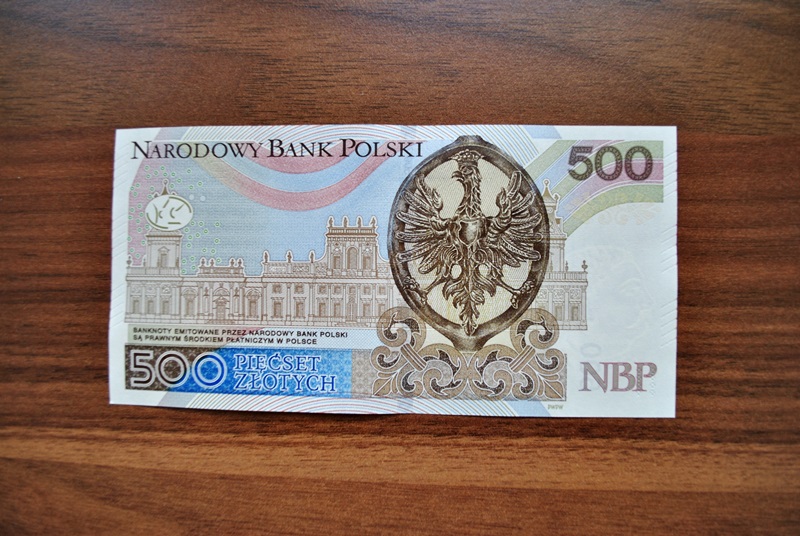 NARODOWY BANK POLSKI
500
BANKNOTY EMITOWANE PRZEZ NARODOWY BANK POLSKI
SĄ PRAWNYM ŚRODKIEM PŁATNICZYM W POLSCE
500 PIĘĆSET
ZŁOTYCH
NBP
PWPW